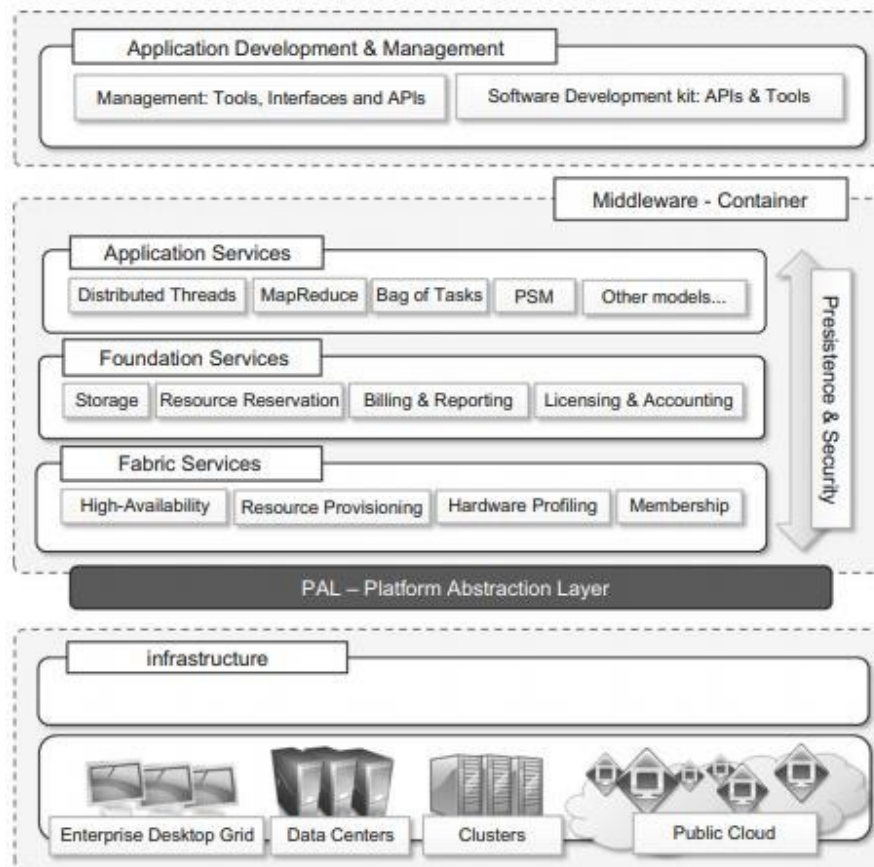 Application Development & Management
Management: Tools, Interfaces and APIs
Software Development kit: APIs & Tools
Middleware - Container
Application Services
Distributed Threads
MapReduce
Bag of Tasks
PSM
Other models...
Foundation Services
Storage
Resource Reservation
Billing & Reporting
Licensing & Accounting
Fabric Services
High-Availability
Resource Provisioning
Hardware Profiling
Membership
Presistence & Security
PAL – Platform Abstraction Layer
infrastructure
Enterprise Desktop Grid
Data Centers
Clusters
Public Cloud